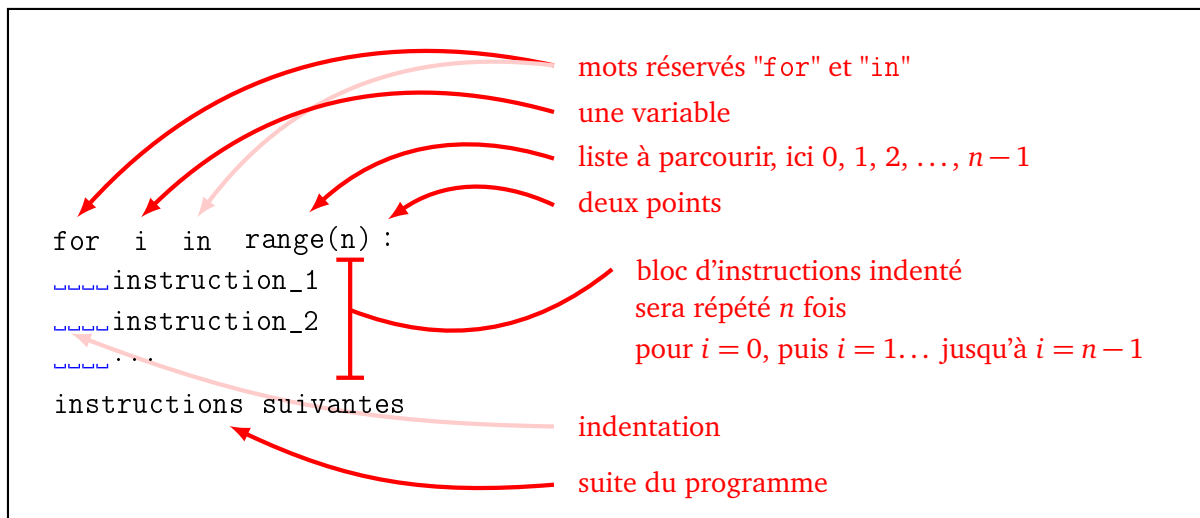 mots réservés "for" et "in"
une variable
liste à parcourir, ici 0, 1, 2, ..., n − 1
deux points
for i in range(n) :
␣␣␣␣instruction_1
␣␣␣␣instruction_2
␣␣␣␣...
instructions suivantes
bloc d'instructions indenté
sera répété n fois
pour i = 0, puis i = 1... jusqu'à i = n − 1
indentation
suite du programme